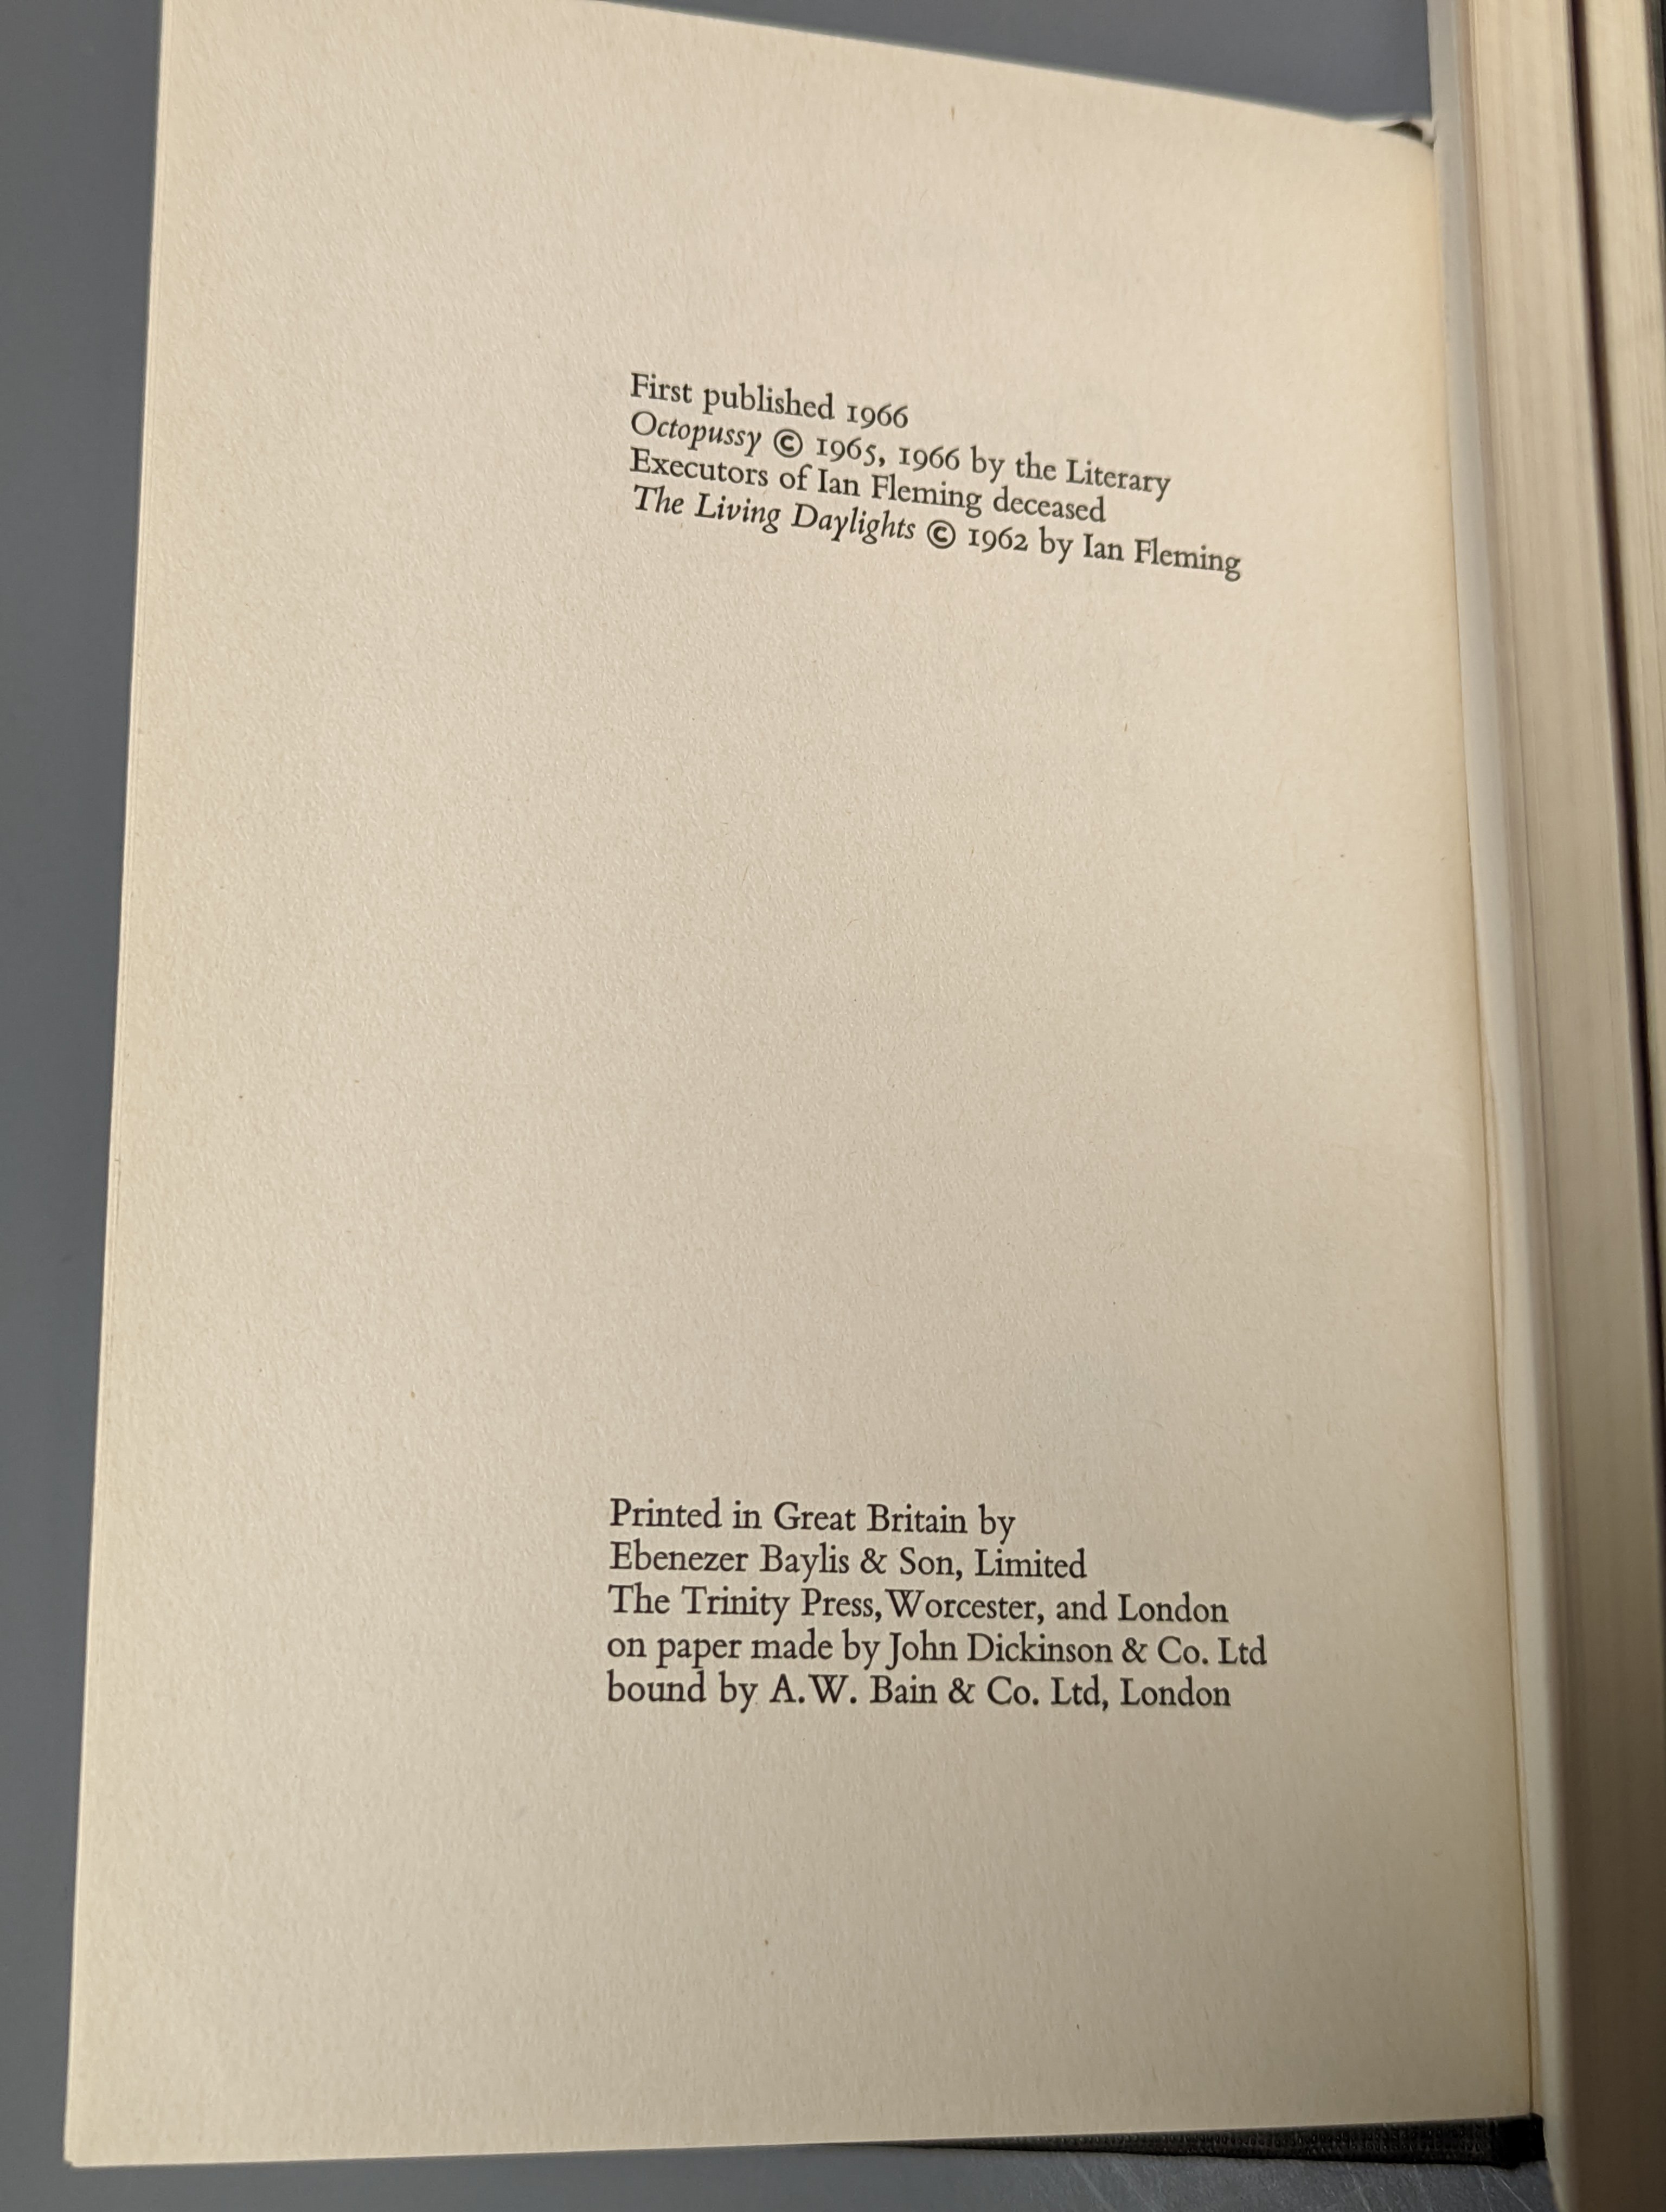 First published 1966
Octopussy © 1965, 1966 by the Literary
Executors of Ian Fleming deceased
The Living Daylights © 1962 by Ian Fleming
Printed in Great Britain by
Ebenezer Baylis & Son, Limited
The Trinity Press, Worcester, and London
on paper made by John Dickinson & Co. Ltd
bound by A.W. Bain & Co. Ltd, London